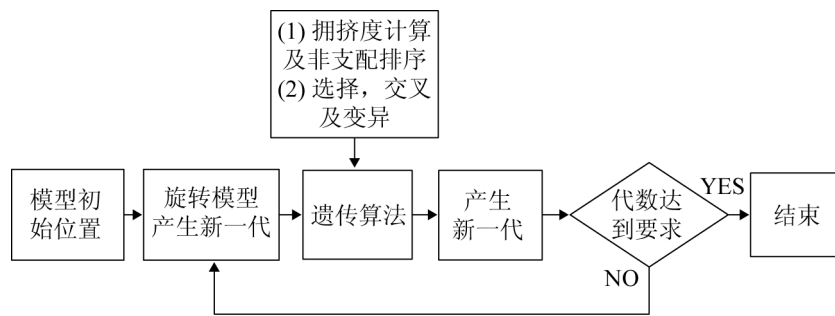 (1) 拥挤度计算
及非支配排序
(2) 选择，交叉
及变异
模型初
始位置
旋转模型
产生新一代
遗传算法
产生
新一代
代数达
到要求
YES
结束
NO